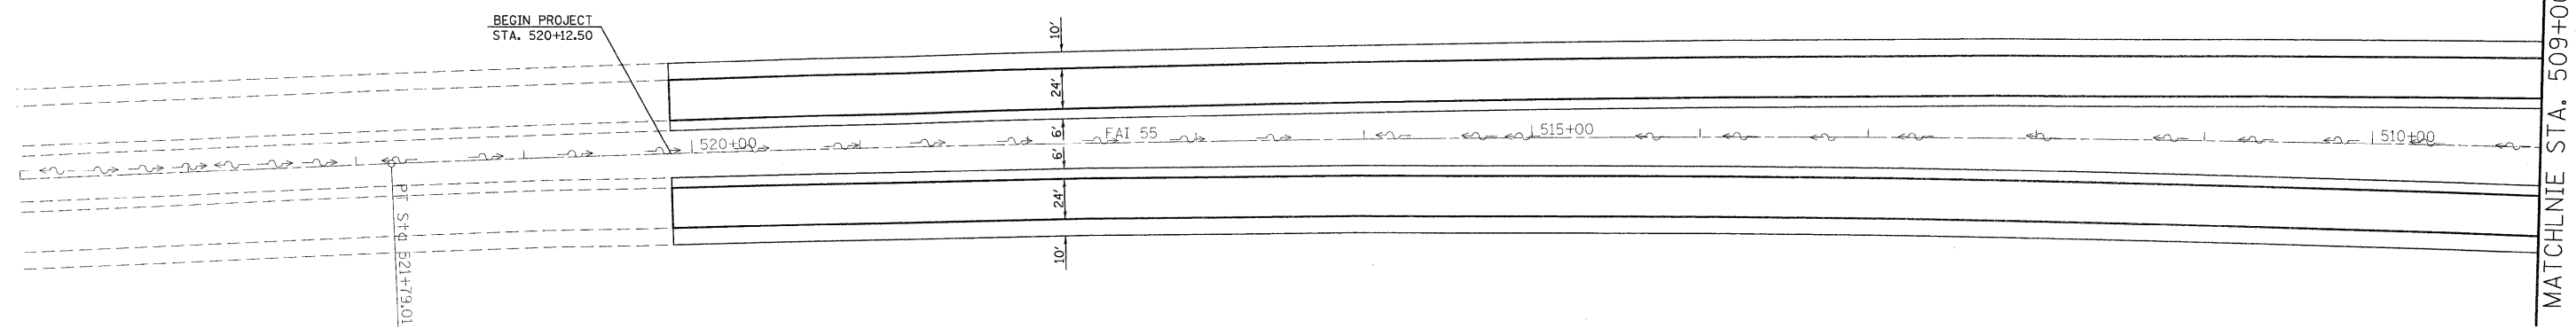 BEGIN PROJECT
STA. 520+12.50
10'
24'
6'
6'
24'
10'
520+00
FAI 55
515+00
510+00
PT Sta 521+79.01
MATCHLNIE STA. 509+00